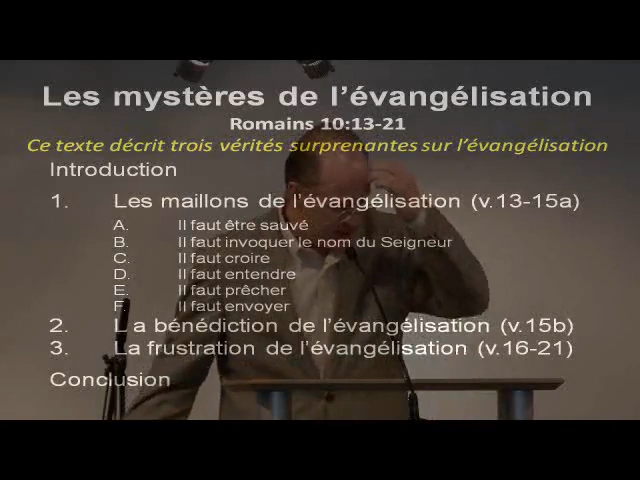 Les mystères de l'évangélisation
Romains 10:13-21
Ce texte décrit trois vérités surprenantes sur l'évangélisation
Introduction
1. Les maillons de l'évangélisation (v.13-15a)
A. Il faut être sauvé
B. Il faut invoquer le nom du Seigneur
C. Il faut croire
D. Il faut entendre
E. Il faut prêcher
F. Il faut envoyer
2. L a bénédiction de l'évangélisation (v.15b)
3. La frustration de l'évangélisation (v.16-21)
Conclusion